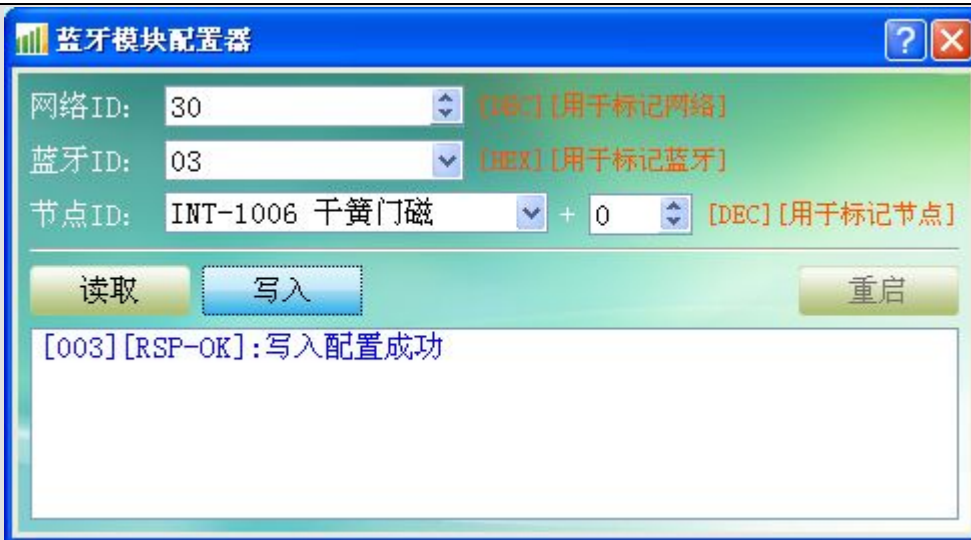 蓝牙模块配置器
网络ID: 30 [DEC][用于标记网络]
蓝牙ID: 03 [HEX][用于标记蓝牙]
节点ID: INT-1006 干簧门磁 + 0 [DEC][用于标记节点]
读取 写入 重启
[003][RSP-OK]:写入配置成功